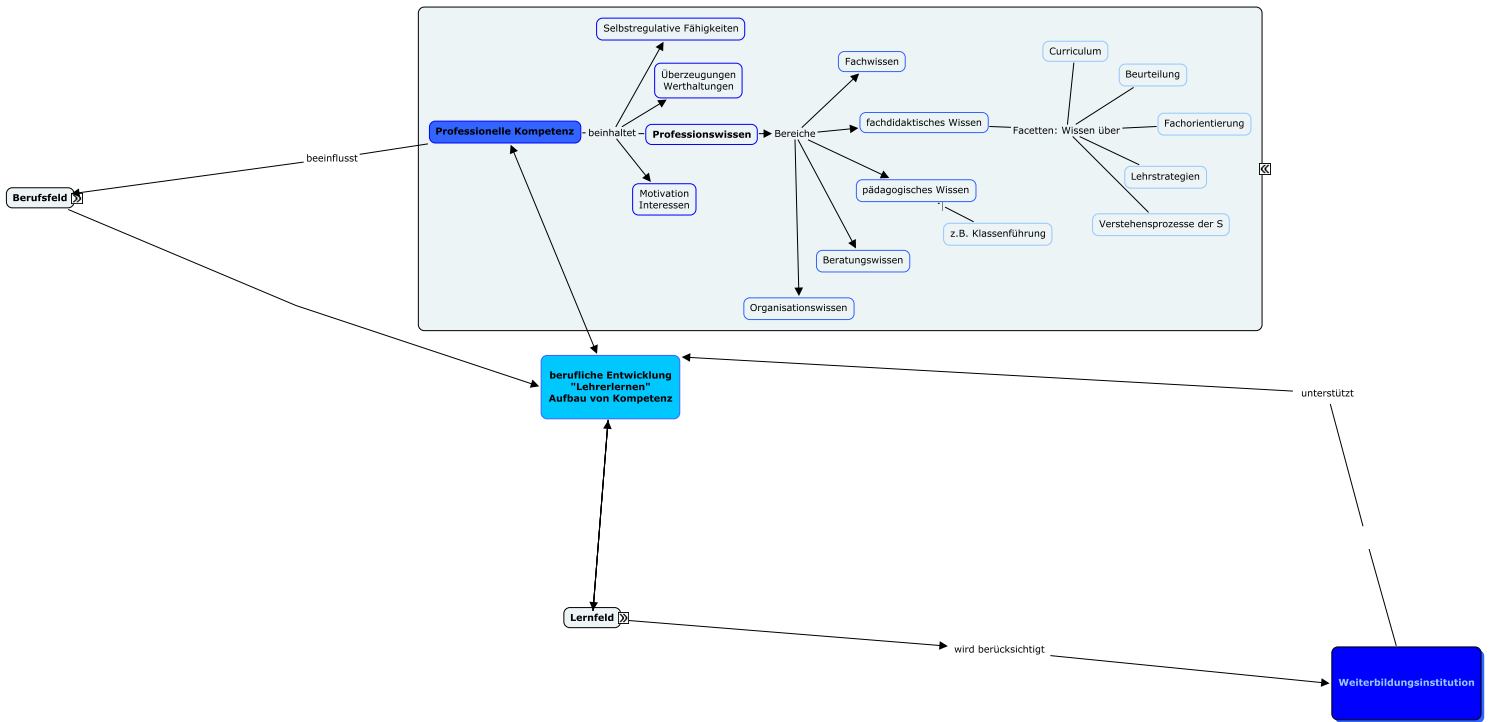 Selbstregulative Fähigkeiten
Überzeugungen
Werthaltungen
Professionelle Kompetenz
beinhaltet
Professionswissen
Bereiche
Motivation
Interessen
Fachwissen
fachdidaktisches Wissen
Facetten: Wissen über
Curriculum
Beurteilung
Fachorientierung
Lehrstrategien
Verstehensprozesse der S
pädagogisches Wissen
z.B. Klassenführung
Beratungswissen
Organisationswissen
beeinflusst
Berufsfeld
berufliche Entwicklung
"Lehrerlernen"
Aufbau von Kompetenz
unterstützt
Lernfeld
wird berücksichtigt
Weiterbildungsinstitution